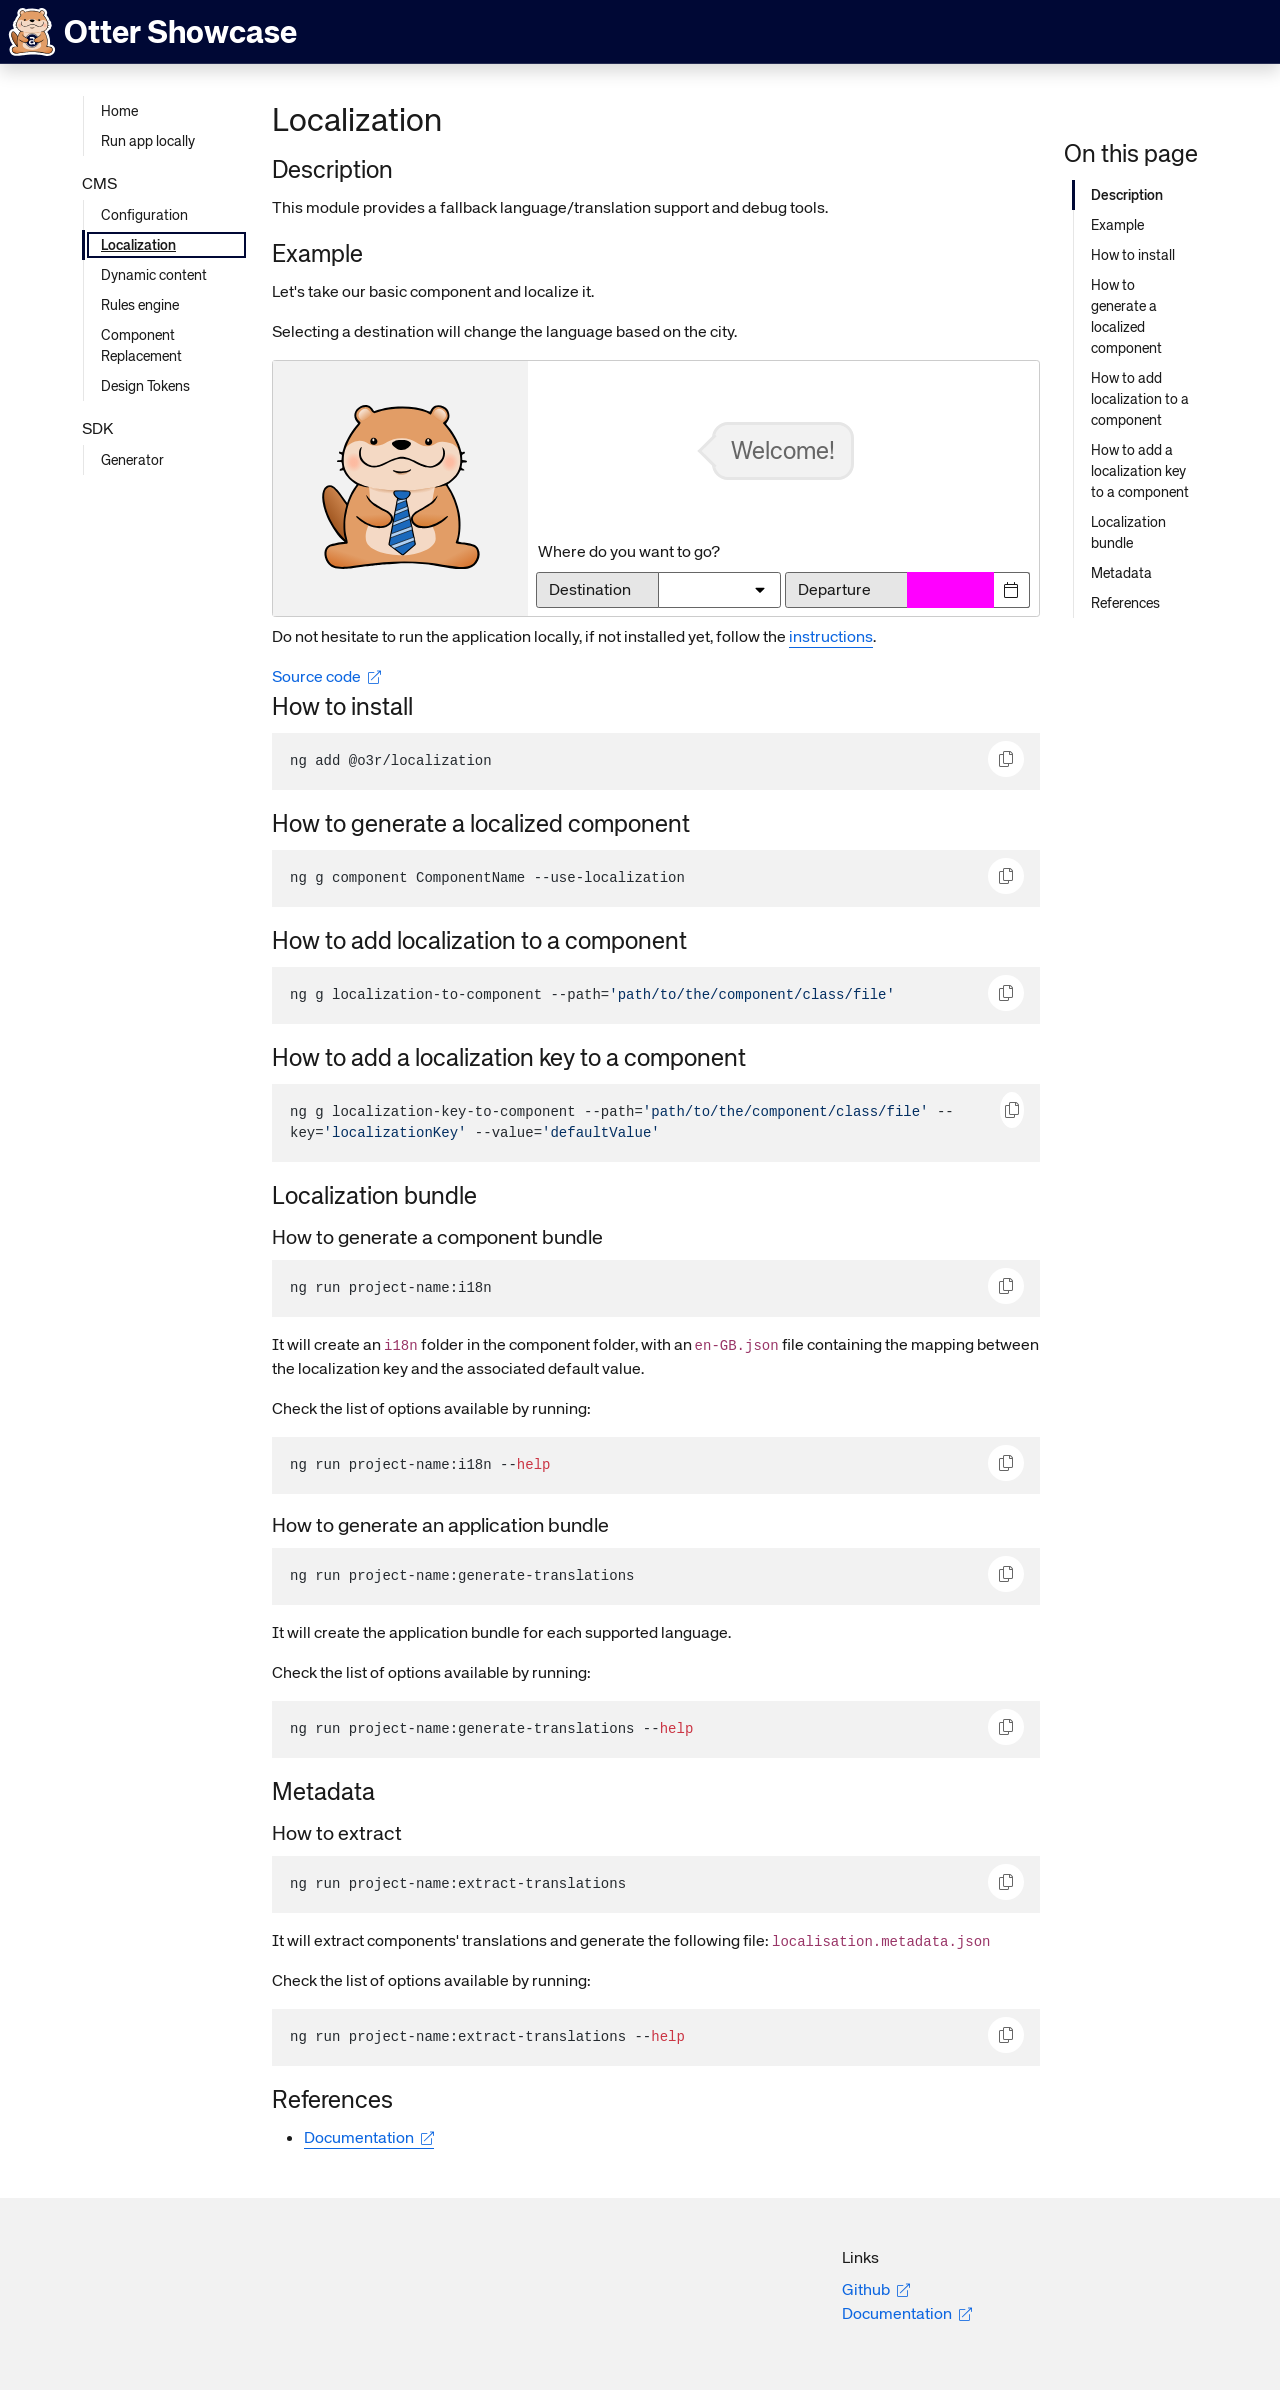 Otter Showcase
Home
Run app locally
CMS
Configuration
Localization
Dynamic content
Rules engine
Component
Replacement
Design Tokens
SDK
Generator
Localization
Description
This module provides a fallback language/translation support and debug tools.
Example
Let's take our basic component and localize it.
Selecting a destination will change the language based on the city.
Welcome!
Where do you want to go?
Destination
Departure
Do not hesitate to run the application locally, if not installed yet, follow the instructions.
Source code
How to install
ng add @o3r/localization
How to generate a localized component
ng g component ComponentName --use-localization
How to add localization to a component
ng g localization-to-component --path='path/to/the/component/class/file'
How to add a localization key to a component
ng g localization-key-to-component --path='path/to/the/component/class/file' --
key='localizationKey' --value='defaultValue'
Localization bundle
How to generate a component bundle
ng run project-name:i18n
It will create an i18n folder in the component folder, with an en-GB.json file containing the mapping between
the localization key and the associated default value.
Check the list of options available by running:
ng run project-name:i18n --help
How to generate an application bundle
ng run project-name:generate-translations
It will create the application bundle for each supported language.
Check the list of options available by running:
ng run project-name:generate-translations --help
Metadata
How to extract
ng run project-name:extract-translations
It will extract components' translations and generate the following file: localisation.metadata.json
Check the list of options available by running:
ng run project-name:extract-translations --help
References
Documentation
On this page
Description
Example
How to install
How to
generate a
localized
component
How to add
localization to a
component
How to add a
localization key
to a component
Localization
bundle
Metadata
References
Links
Github
Documentation